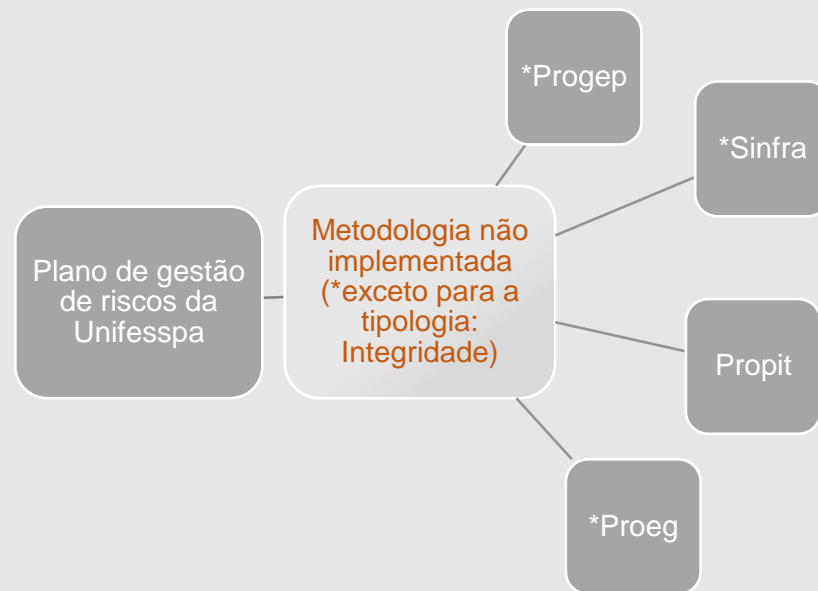 *Progep
*Sinfra
Plano de gestão
de riscos da
Unifesspa
Metodologia não
implementada
(*exceto para a
tipologia:
Integridade)
Propit
*Proeg